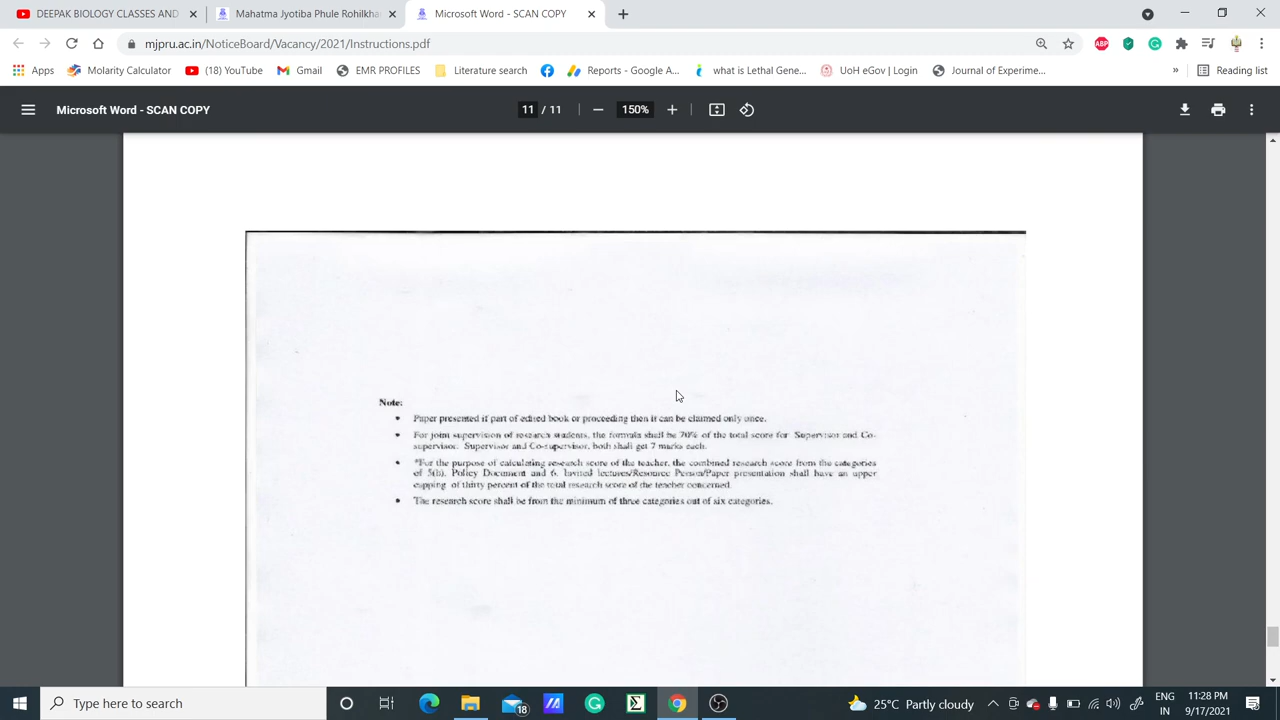 DEEPAK BIOLOGY CLASSES AND
Mahatma Jyotiba Phule Rohilkha
Microsoft Word - SCAN COPY
mjpru.ac.in/NoticeBoard/Vacancy/2021/Instructions.pdf
ABP
Apps
Molarity Calculator
(18) YouTube
Gmail
EMR PROFILES
Literature search
Reports - Google A...
what is Lethal Gene...
UoH eGov | Login
Journal of Experime...
»
Reading list
Microsoft Word - SCAN COPY
11 / 11
150%
Note:
• Paper presented if part of edited book or proceeding then it can be claimed only once.
• For joint supervision of research students, the formula shall be 70% of the total score for Supervisor and Co-
supervisor. Supervisor and Co-supervisor, both shall get 7 marks each.
• *For the purpose of calculating research score of the teacher, the combined research score from the categories
of 5(b). Policy Document and 6. Invited lectures/Resource Person/Paper presentation shall have an upper
capping of thirty percent of the total research score of the teacher concerned.
• The research score shall be from the minimum of three categories out of six categories.
Type here to search
18
25°C Partly cloudy
ENG
IN
11:28 PM
9/17/2021